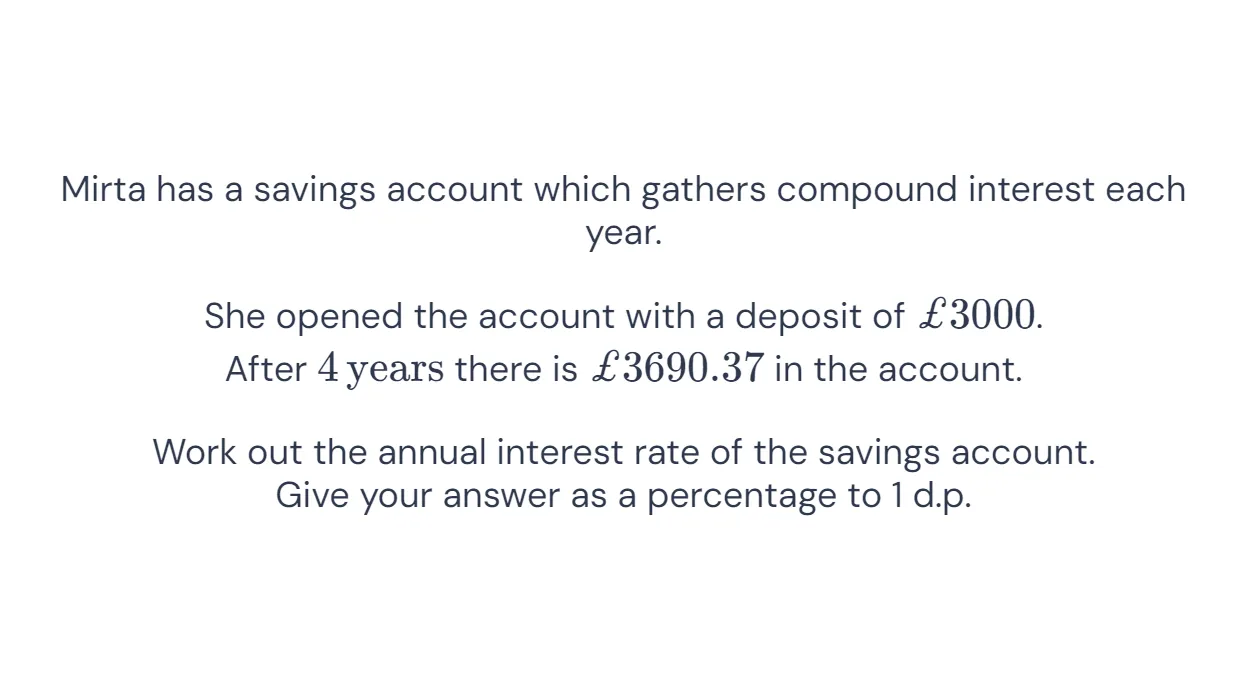 Mirta has a savings account which gathers compound interest each
year.
She opened the account with a deposit of £3000.
After 4 years there is £3690.37 in the account.
Work out the annual interest rate of the savings account.
Give your answer as a percentage to 1 d.p.